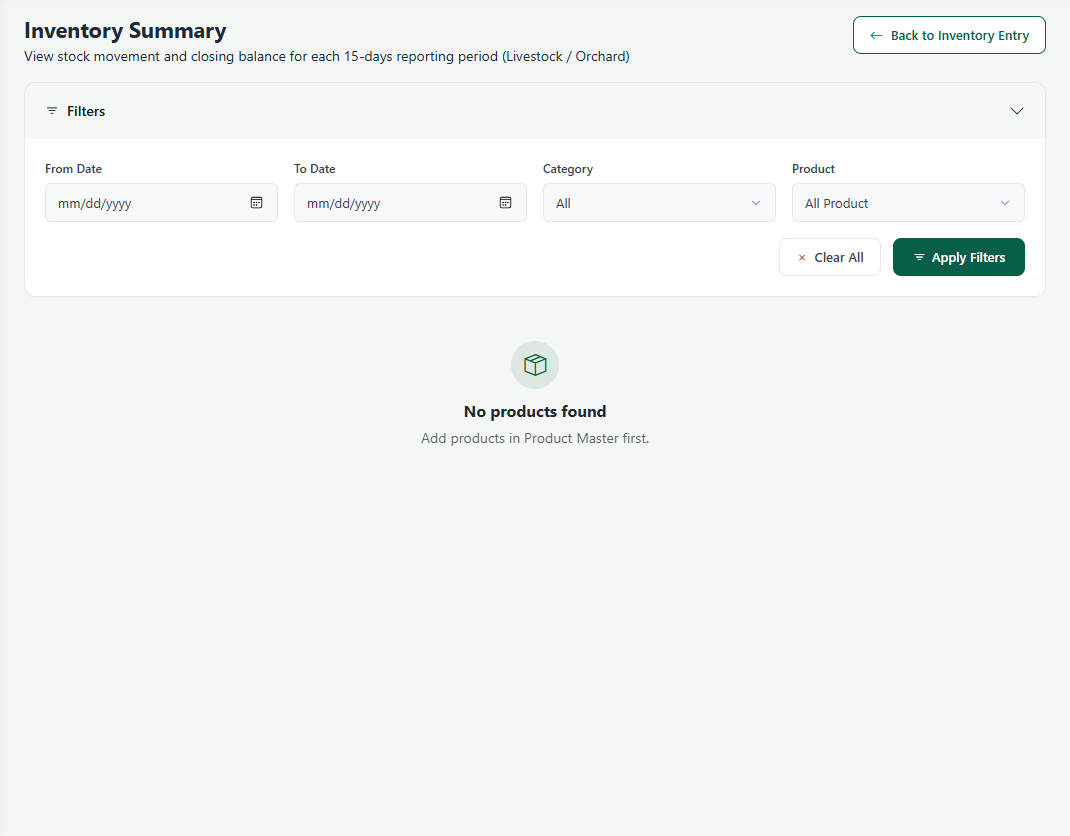 Inventory Summary
View stock movement and closing balance for each 15-days reporting period (Livestock / Orchard)
Back to Inventory Entry
Filters
From Date
To Date
Category
Product
mm/dd/yyyy
mm/dd/yyyy
All
All Product
Clear All
Apply Filters
No products found
Add products in Product Master first.